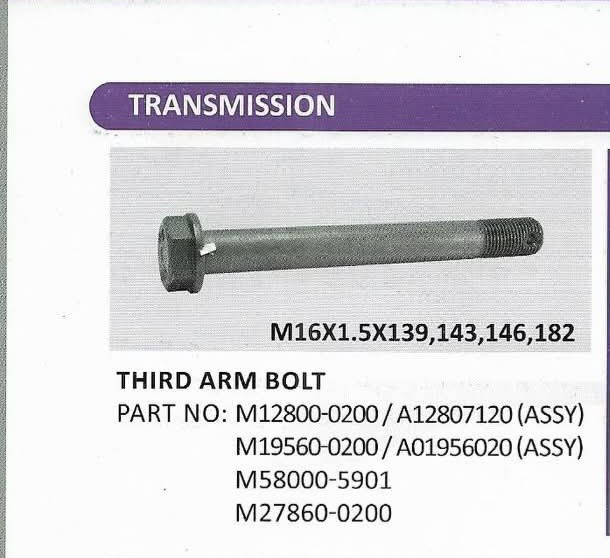 TRANSMISSION
M16X1.5X139,143,146,182
THIRD ARM BOLT
PART NO: M12800-0200 / A12807120 (ASSY)
M19560-0200 / A01956020 (ASSY)
M58000-5901
M27860-0200